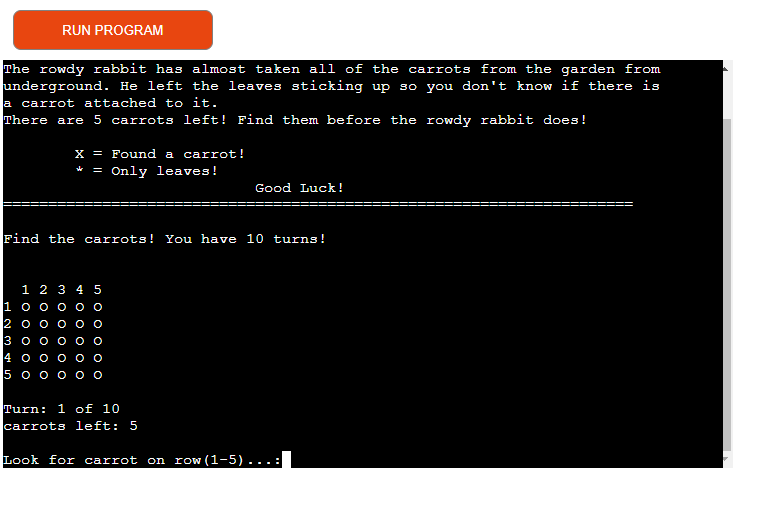 RUN PROGRAM
The rowdy rabbit has almost taken all of the carrots from the garden from
underground. He left the leaves sticking up so you don't know if there is
a carrot attached to it.
There are 5 carrots left! Find them before the rowdy rabbit does!
X = Found a carrot!
* = Only leaves!
Good Luck!
======================================================================
Find the carrots! You have 10 turns!
1 2 3 4 5
1 O O O O O
2 O O O O O
3 O O O O O
4 O O O O O
5 O O O O O
Turn: 1 of 10
carrots left: 5
Look for carrot on row(1-5)...: